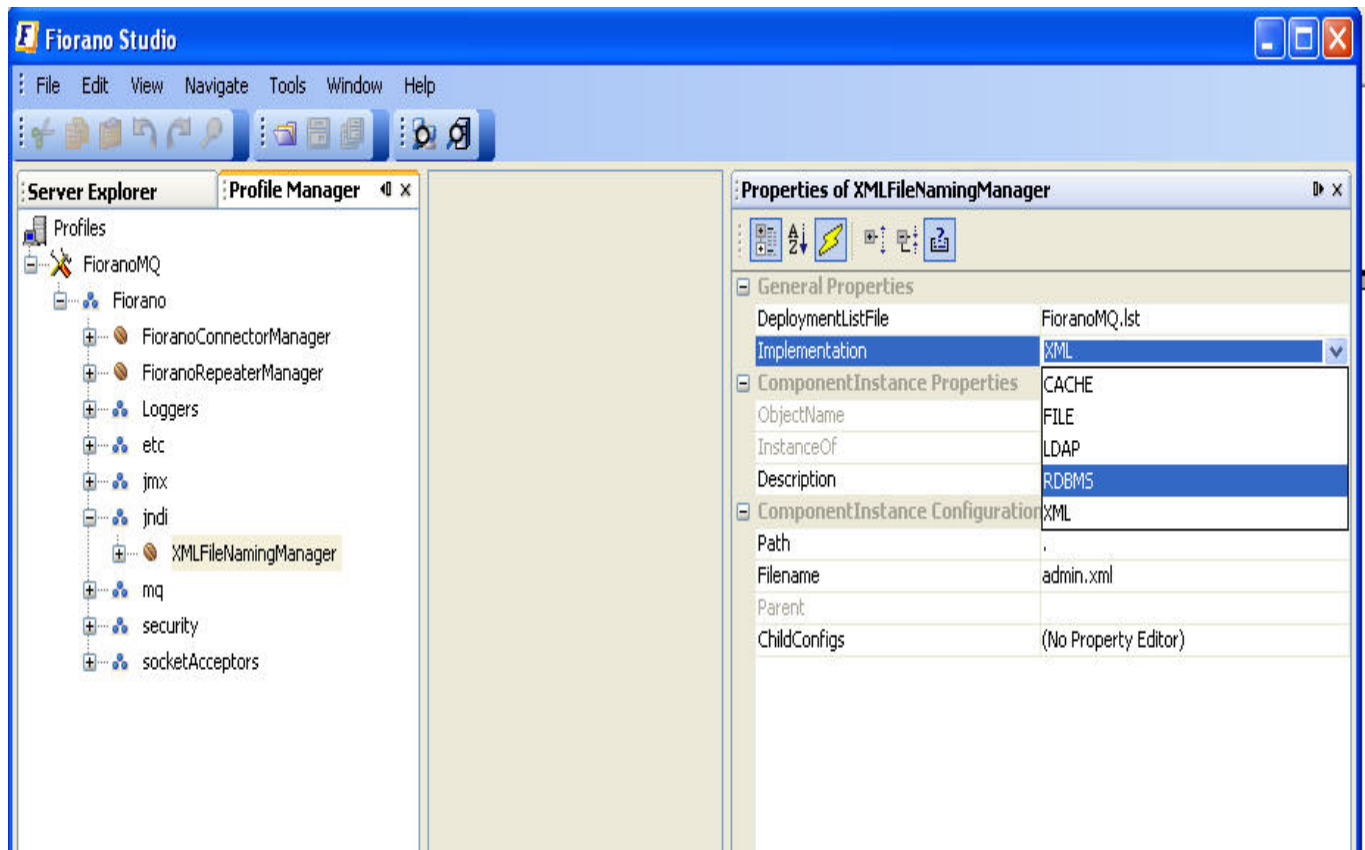 Fiorano Studio
File Edit View Navigate Tools Window Help
Server Explorer
Profile Manager
Profiles
FioranoMQ
Fiorano
FioranoConnectorManager
FioranoRepeaterManager
Loggers
etc
jmx
jndi
XMLFileNamingManager
mq
security
socketAcceptors
Properties of XMLFileNamingManager
General Properties
DeploymentListFile FioranoMQ.lst
Implementation XML
ComponentInstance Properties CACHE
ObjectName FILE
InstanceOf LDAP
Description RDBMS
ComponentInstance Configuration XML
Path .
Filename admin.xml
Parent
ChildConfigs (No Property Editor)